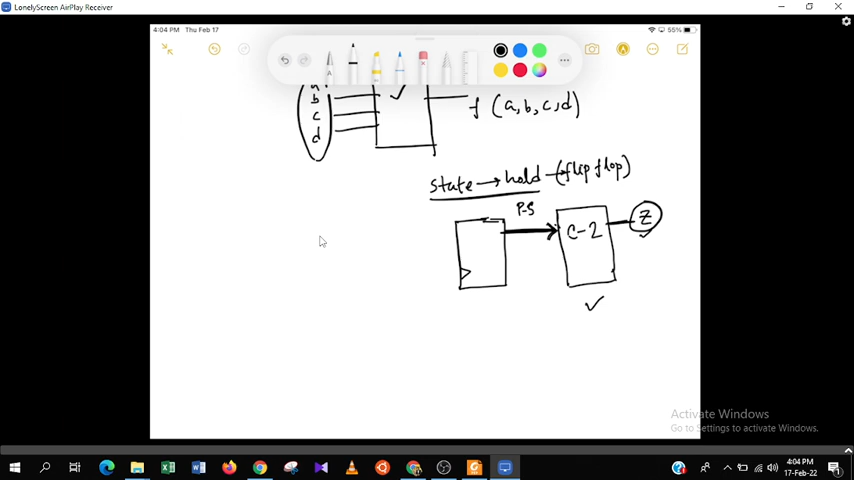 LonelyScreen AirPlay Receiver
4:04 PM Thu Feb 17
55%
a
b
c
d
f (a,b,c,d)
state → hold → (flip flop)
P-S
C-2
Z
Activate Windows
Go to Settings to activate Windows.
4:04 PM
17-Feb-22